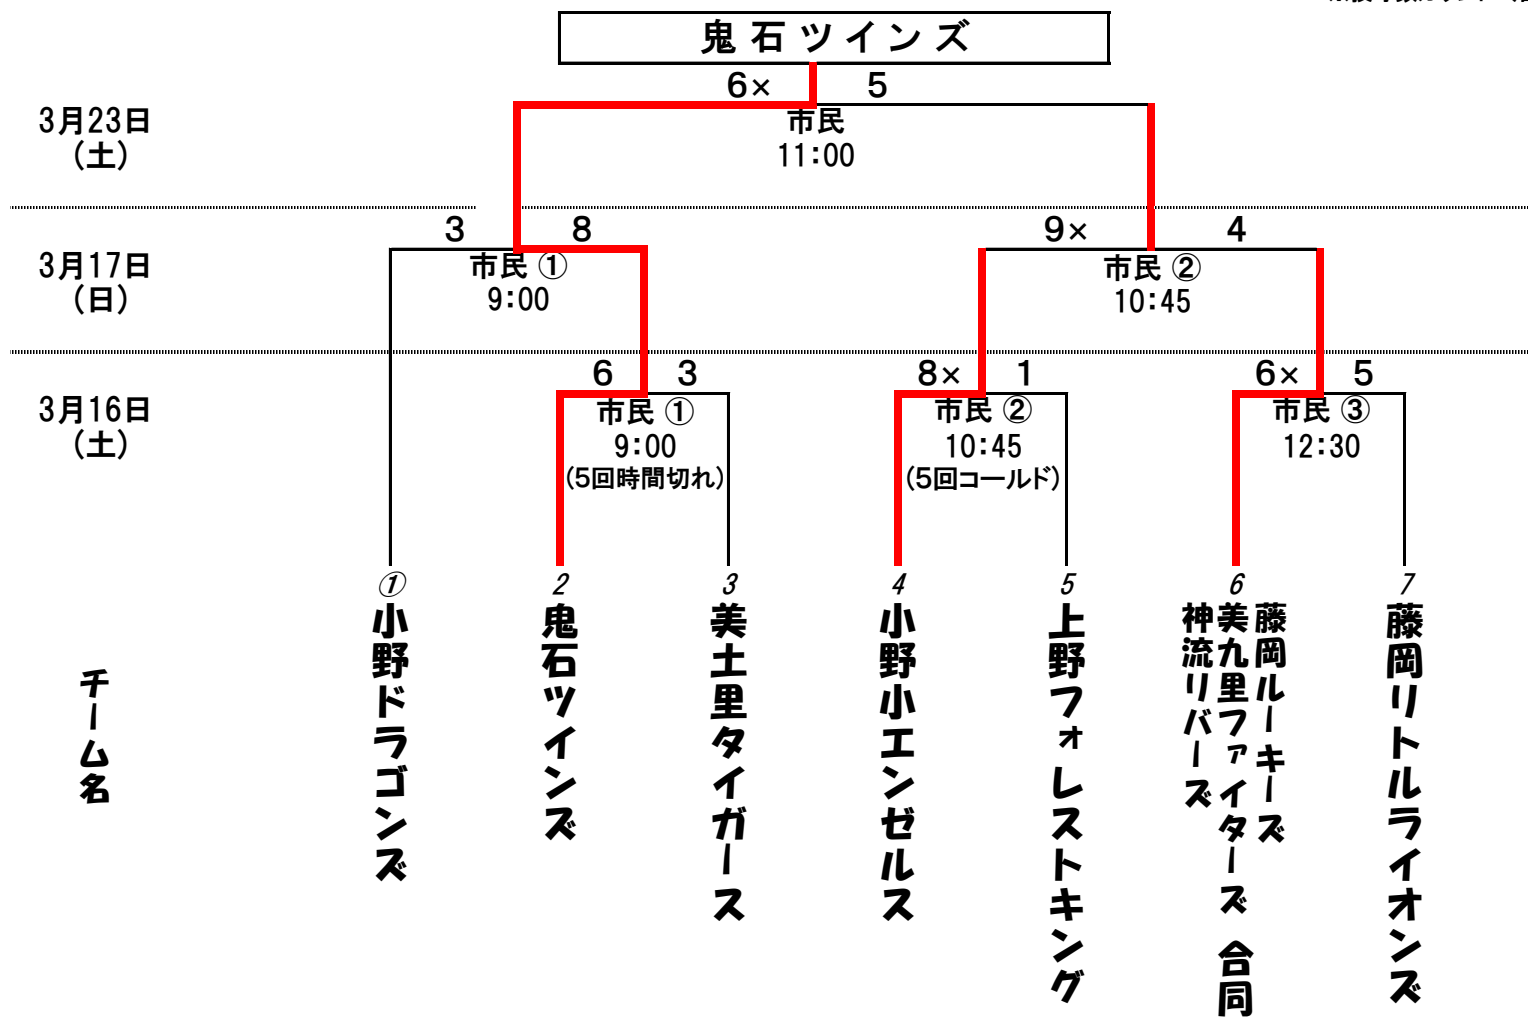 鬼石ツインズ
6× 5
3月23日
(土)
市民
11:00
3 8
9× 4
3月17日
(日)
市民 ①
9:00
市民 ②
10:45
6 3
8× 1
6× 5
3月16日
(土)
市民 ①
9:00
(5回時間切れ)
市民 ②
10:45
(5回コールド)
市民 ③
12:30
チーム名
①
小野ドラゴンズ
2
鬼石ツインズ
3
美土里タイガース
4
小野小エンゼルス
5
上野フォレストキング
6
藤岡ルーキーズ
美九里ファイターズ 合同
神流リバーズ
7
藤岡リトルライオンズ